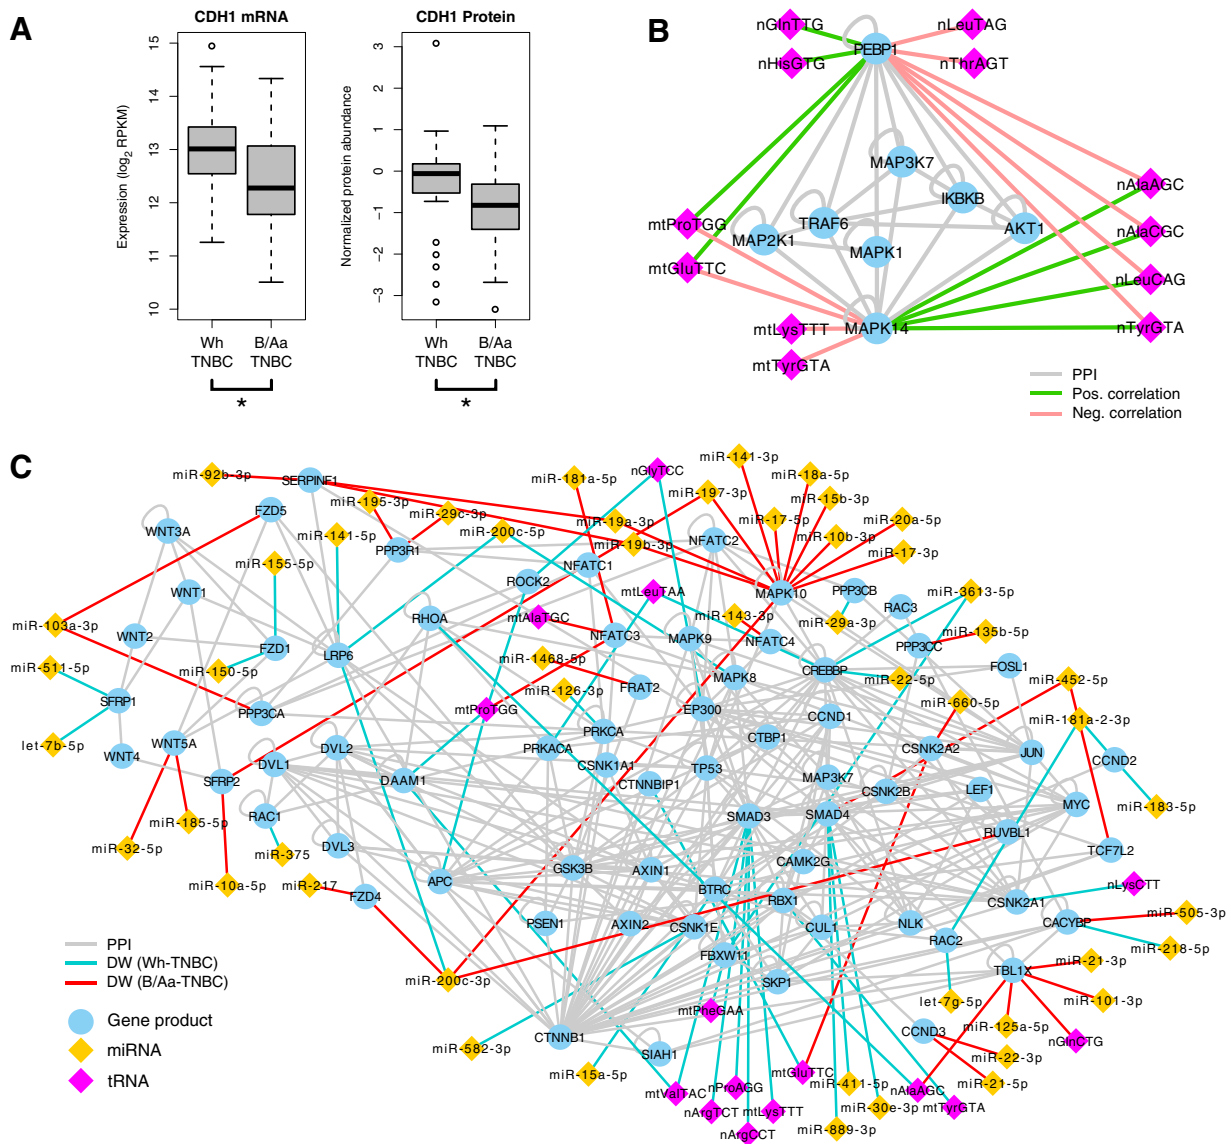 A
CDH1 mRNA
CDH1 Protein
Expression (log2 RPKM)
15
14
13
12
11
10
Wh
TNBC
B/Aa
TNBC
*
Normalized protein abundance
3
2
1
0
−1
−2
−3
Wh
TNBC
B/Aa
TNBC
*
B
nGlnTTG
nLeuTAG
PEBP1
nHisGTG
nThrAGT
MAP3K7
nAlaAGC
IKBKB
mtProTGG
TRAF6
AKT1
nAlaCGC
MAP2K1
MAPK1
mtGluTTC
nLeuCAG
mtLysTTT
MAPK14
nTyrGTA
mtTyrGTA
PPI
Pos. correlation
Neg. correlation
C
miR-92b-3p
SERPINF1
miR-181a-5p
nGlyTCC
miR-141-3p
miR-18a-5p
miR-195-3p
miR-197-3p
miR-15b-3p
FZD5
miR-29c-3p
miR-19a-3p
miR-17-5p
miR-20a-5p
WNT3A
miR-141-5p
miR-200c-5p
miR-10b-3p
PPP3R1
miR-19b-3p
NFATC2
miR-17-3p
miR-155-5p
NFATC1
WNT1
ROCK2
mtLeuTAA
MAPK10
PPP3CB
miR-3613-5p
RAC3
miR-103a-3p
RHOA
mtAlaTGC
miR-143-3p
miR-29a-3p
WNT2
NFATC3
MAPK9
NFATC4
PPP3CC
miR-135b-5p
FZD1
LRP6
miR-1468-5p
miR-511-5p
miR-150-5p
CREBBP
FOSL1
MAPK8
miR-22-5p
miR-452-5p
SFRP1
miR-126-3p
FRAT2
miR-660-5p
PPP3CA
mtProTGG
EP300
CCND1
miR-181a-2-3p
let-7b-5p
WNT5A
PRKCA
WNT4
DVL2
PRKACA
CTBP1
CSNK2A2
JUN
CCND2
DVL1
CSNK1A1
TP53
SFRP2
DAAM1
CTNNBIP1
MAP3K7
CSNK2B
LEF1
MYC
miR-183-5p
RAC1
SMAD3
SMAD4
miR-185-5p
RUVBL1
miR-32-5p
DVL3
miR-375
TCF7L2
GSK3B
AXIN1
CAMK2G
miR-10a-5p
miR-217
APC
BTRC
nLysCTT
FZD4
RBX1
CSNK2A1
miR-505-3p
PSEN1
AXIN2
CSNK1E
CUL1
NLK
CACYBP
RAC2
miR-218-5p
FBXW11
miR-21-3p
TBL1X
miR-200c-3p
SKP1
let-7g-5p
miR-101-3p
mtPheGAA
miR-125a-5p
CTNNB1
CCND3
nGlnCTG
miR-582-3p
SIAH1
miR-22-3p
miR-15a-5p
mtGluTTC
miR-411-5p
miR-21-5p
mtValTAC
nProAGG
nAlaAGC
nArgTCT
mtLysTTT
miR-30e-3p
mtTyrGTA
nArgCCT
miR-889-3p
PPI
DW (Wh-TNBC)
DW (B/Aa-TNBC)
Gene product
miRNA
tRNA